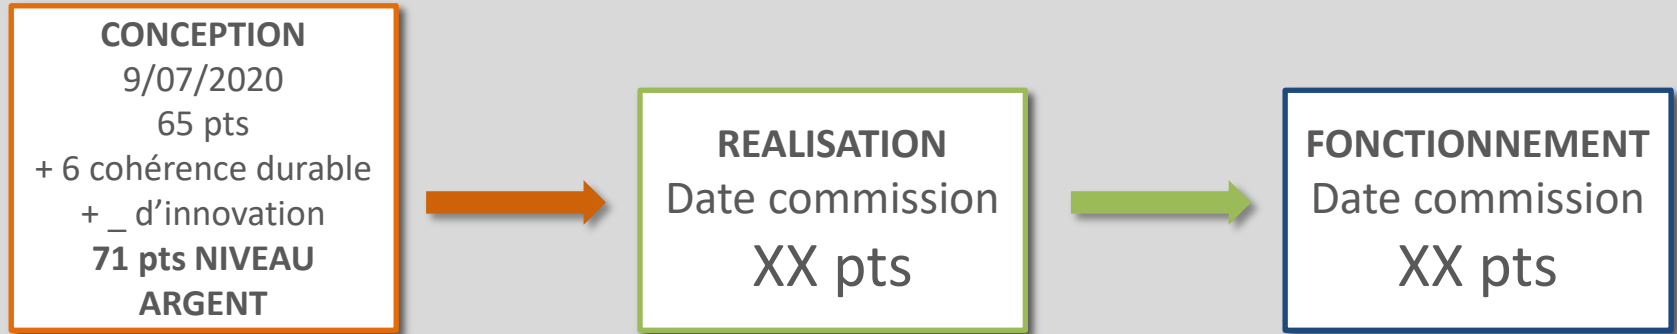 CONCEPTION
9/07/2020
65 pts
+ 6 cohérence durable
+ _ d’innovation
71 pts NIVEAU
ARGENT
REALISATION
Date commission
XX pts
FONCTIONNEMENT
Date commission
XX pts